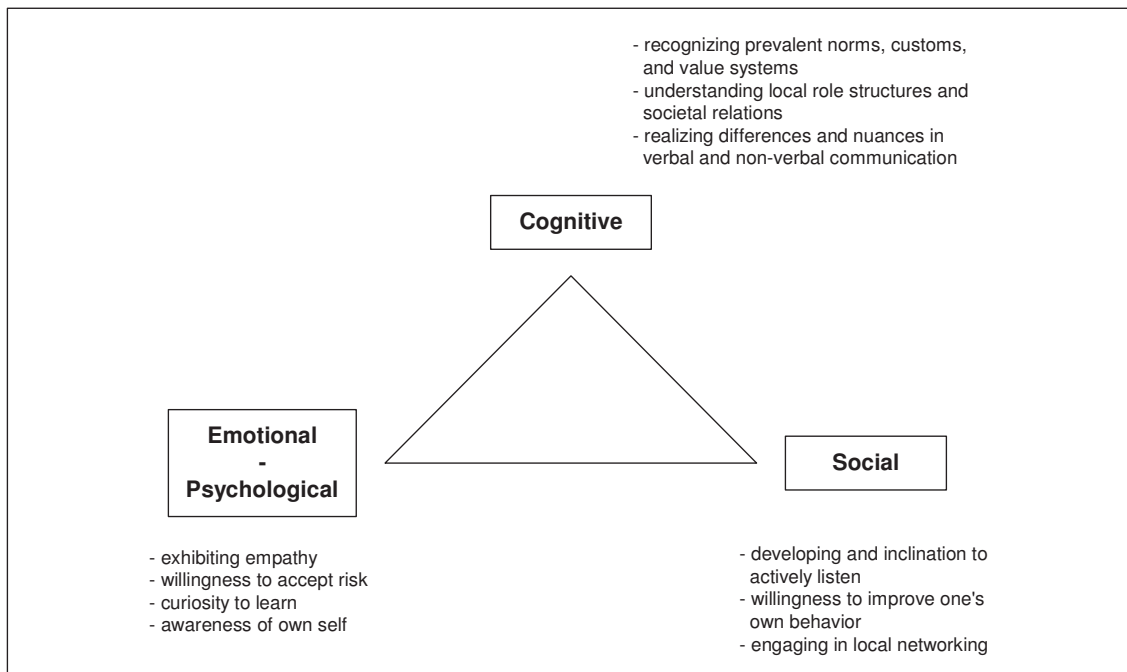 - recognizing prevalent norms, customs,
and value systems
- understanding local role structures and
societal relations
- realizing differences and nuances in
verbal and non-verbal communication
Cognitive
Emotional
-
Psychological
- exhibiting empathy
- willingness to accept risk
- curiosity to learn
- awareness of own self
Social
- developing and inclination to
actively listen
- willingness to improve one's
own behavior
- engaging in local networking